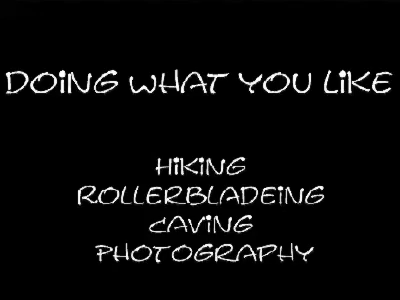 DOiNG WHAT YOU LiKE
HiKiNG
ROLLERBLADEiNG
CAViNG
PHOTOGRAPHY